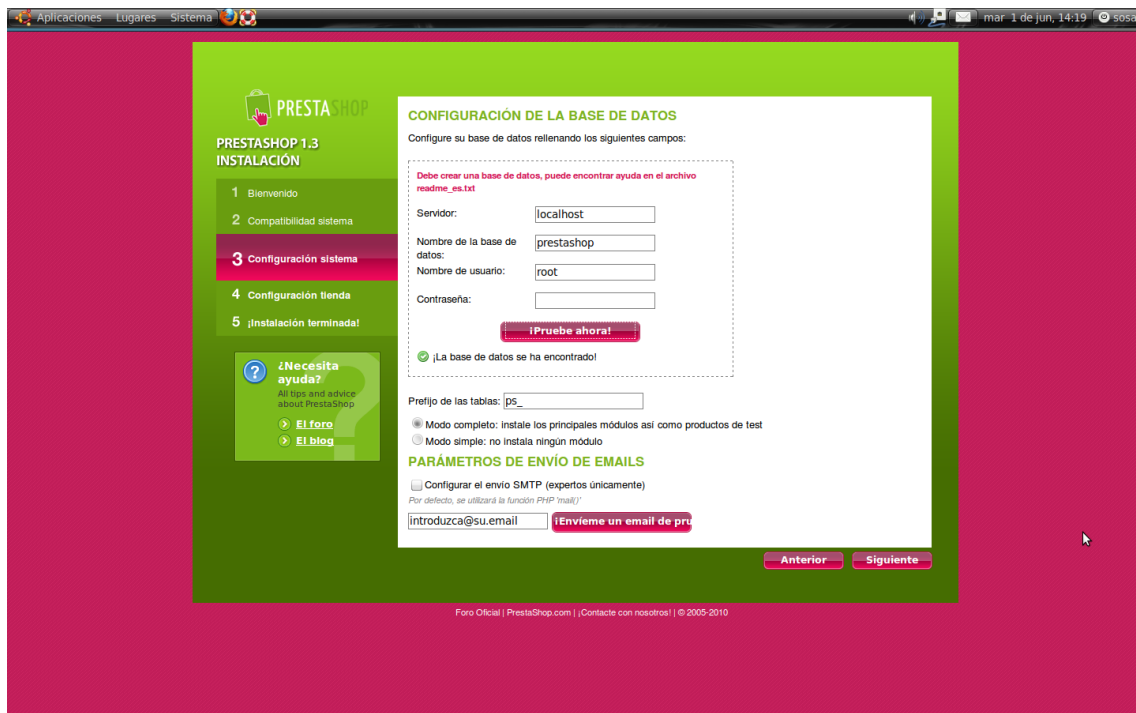 Aplicaciones Lugares Sistema
mar 1 de jun, 14:19 sosa
PRESTASHOP
PRESTASHOP 1.3
INSTALACIÓN
1 Bienvenido
2 Compatibilidad sistema
3 Configuración sistema
4 Configuración tienda
5 ¡Instalación terminada!
¿Necesita
ayuda?
All tips and advice
about PrestaShop
El foro
El blog
CONFIGURACIÓN DE LA BASE DE DATOS
Configure su base de datos rellenando los siguientes campos:
Debe crear una base de datos, puede encontrar ayuda en el archivo
readme_es.txt
Servidor: localhost
Nombre de la base de
datos: prestashop
Nombre de usuario: root
Contraseña:
¡Pruebe ahora!
¡La base de datos se ha encontrado!
Prefijo de las tablas: ps_
Modo completo: instale los principales módulos así como productos de test
Modo simple: no instala ningún módulo
PARÁMETROS DE ENVÍO DE EMAILS
Configurar el envío SMTP (expertos únicamente)
Por defecto, se utilizará la función PHP 'mail()'
introduzca@su.email ¡Envíeme un email de pru
Anterior Siguiente
Foro Oficial | PrestaShop.com | ¡Contacte con nosotros! | © 2005-2010